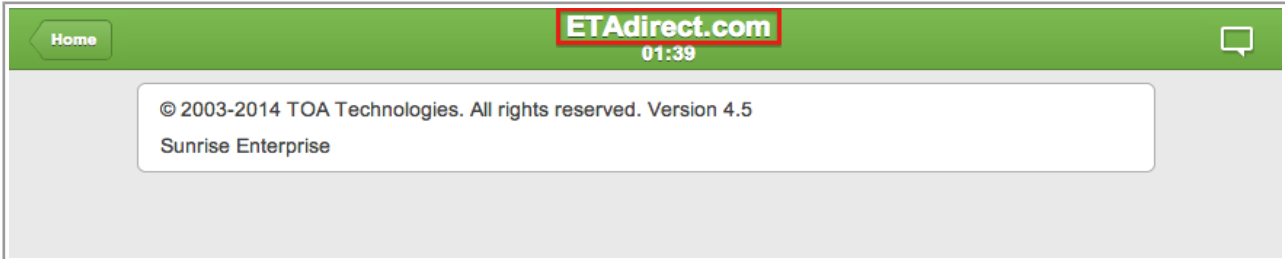 Home
ETAdirect.com
01:39
© 2003-2014 TOA Technologies. All rights reserved. Version 4.5
Sunrise Enterprise